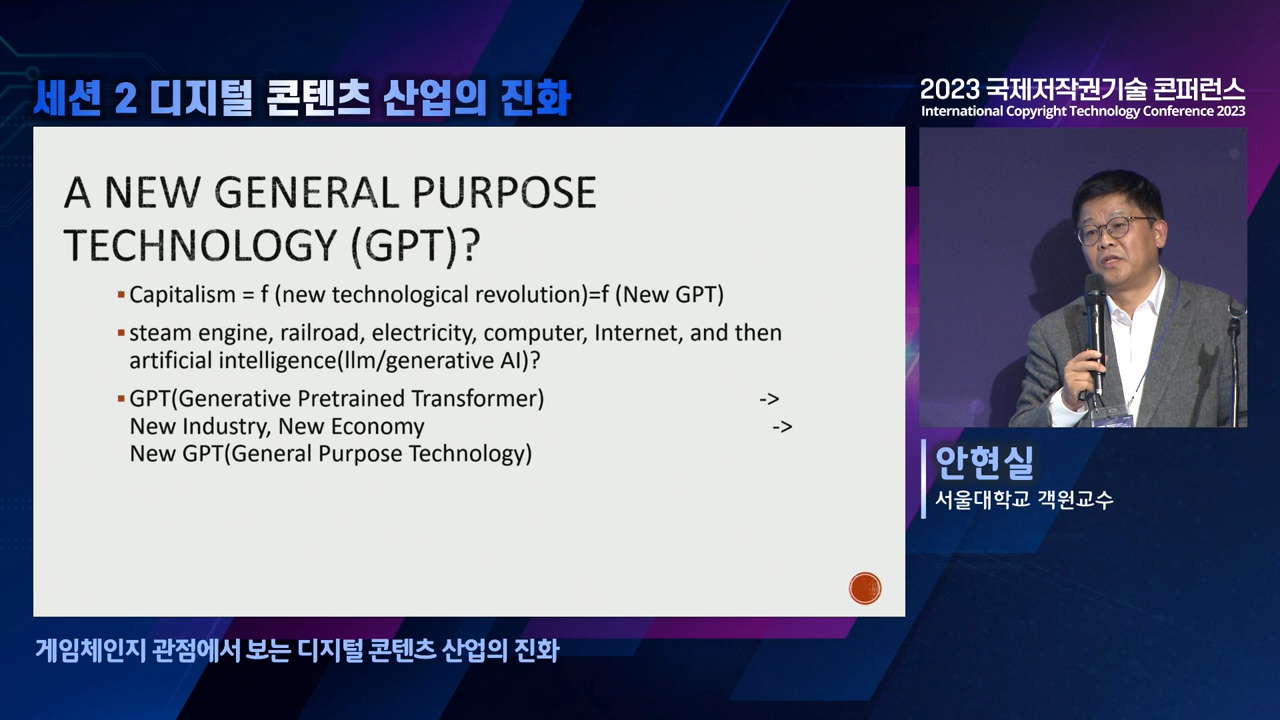 세션 2 디지털 콘텐츠 산업의 진화
2023 국제저작권기술 콘퍼런스
International Copyright Technology Conference 2023
A NEW GENERAL PURPOSE
TECHNOLOGY (GPT)?
▪Capitalism = f (new technological revolution)=f (New GPT)
▪steam engine, railroad, electricity, computer, Internet, and then
artificial intelligence(llm/generative AI)?
▪GPT(Generative Pretrained Transformer) ->
New Industry, New Economy ->
New GPT(General Purpose Technology)
안현실
서울대학교 객원교수
게임체인지 관점에서 보는 디지털 콘텐츠 산업의 진화